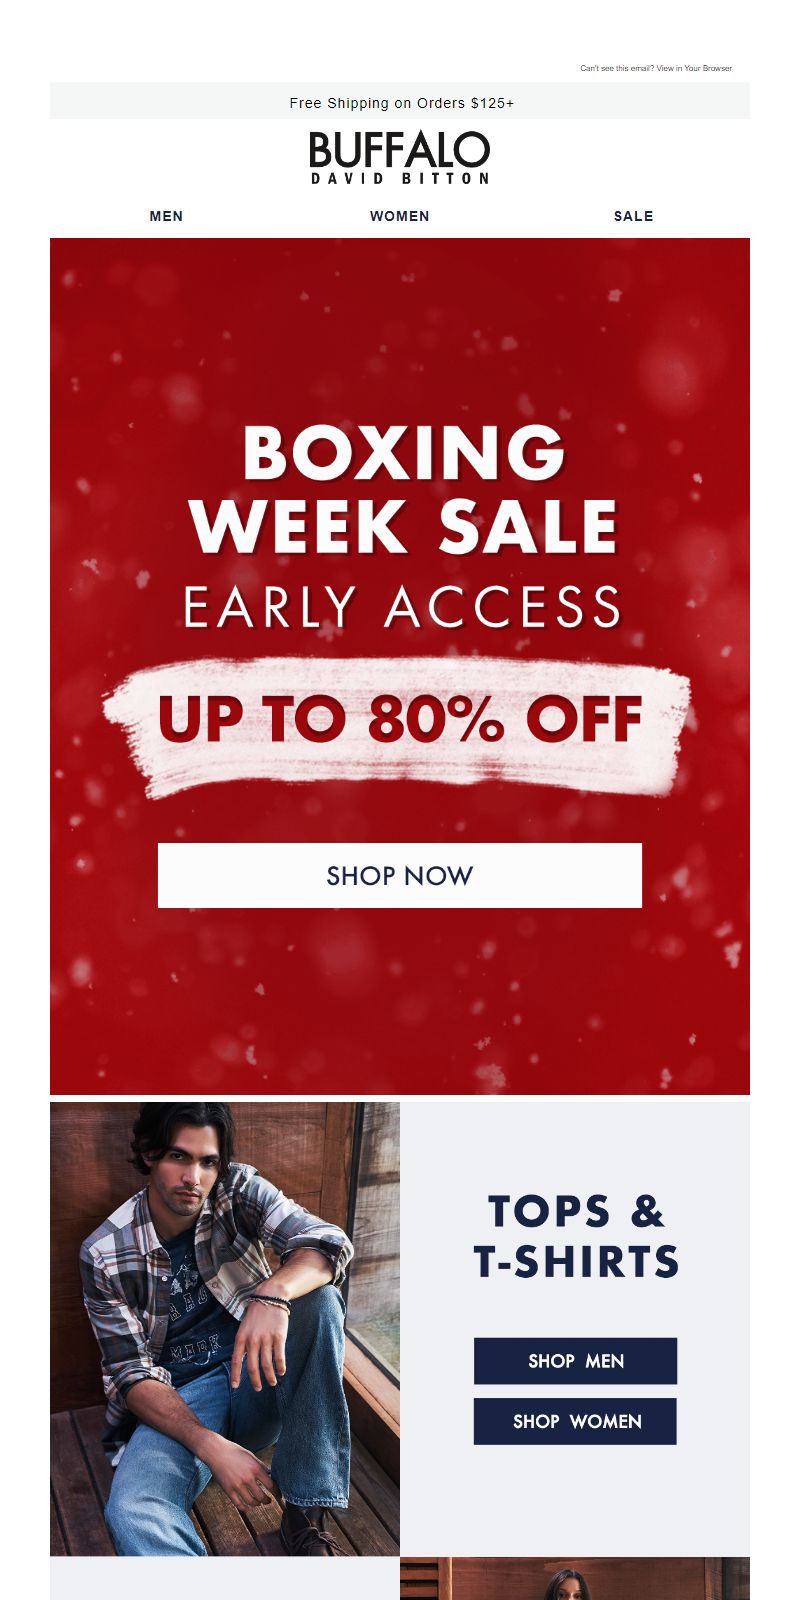 Can't see this email? View in Your Browser
Free Shipping on Orders $125+
BUFFALO
DAVID BITTON
MEN WOMEN SALE
BOXING
WEEK SALE
EARLY ACCESS
UP TO 80% OFF
SHOP NOW
TOPS &
T-SHIRTS
SHOP MEN
SHOP WOMEN